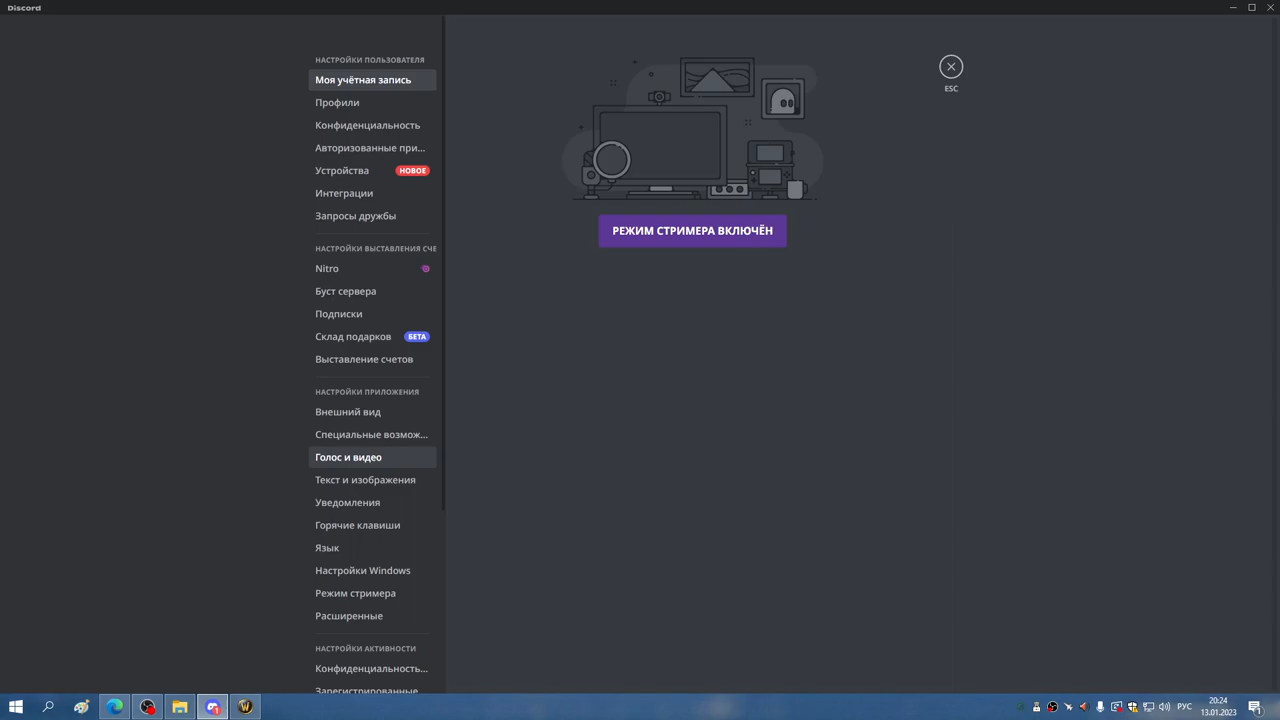 Discord
НАСТРОЙКИ ПОЛЬЗОВАТЕЛЯ
Моя учётная запись
Профили
Конфиденциальность
Авторизованные при...
Устройства НОВОЕ
Интеграции
Запросы дружбы
НАСТРОЙКИ ВЫСТАВЛЕНИЯ СЧЕ
Nitro
Буст сервера
Подписки
Склад подарков БЕТА
Выставление счетов
НАСТРОЙКИ ПРИЛОЖЕНИЯ
Внешний вид
Специальные возмож...
Голос и видео
Текст и изображения
Уведомления
Горячие клавиши
Язык
Настройки Windows
Режим стримера
Расширенные
НАСТРОЙКИ АКТИВНОСТИ
Конфиденциальность...
Зарегистрированные
ESC
РЕЖИМ СТРИМЕРА ВКЛЮЧЁН
РУС
20:24
13.01.2023
1